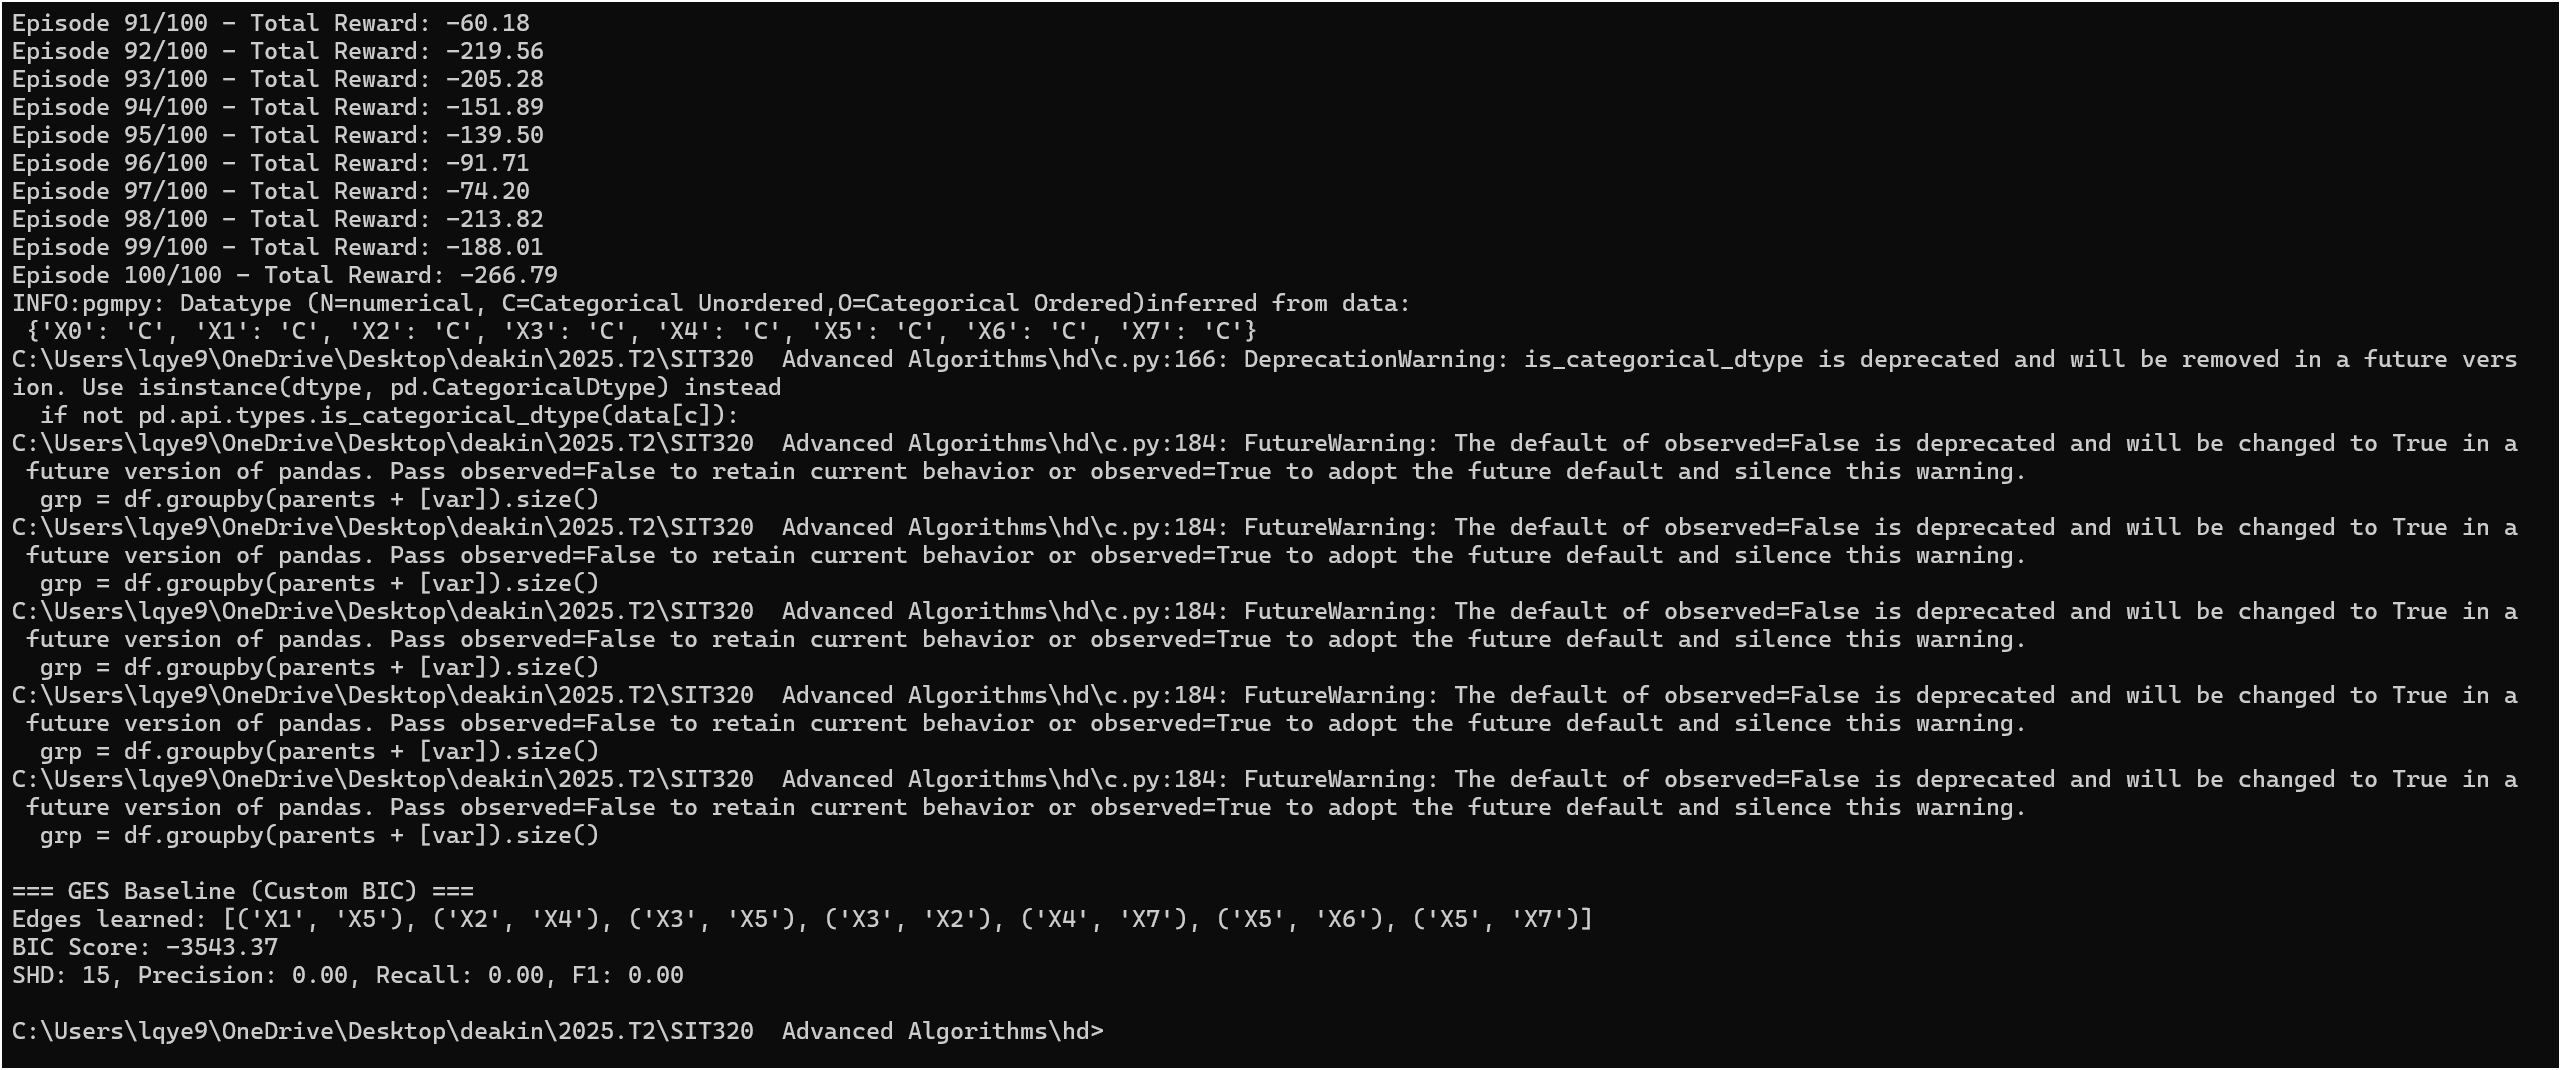 Episode 91/100 - Total Reward: -60.18
Episode 92/100 - Total Reward: -219.56
Episode 93/100 - Total Reward: -205.28
Episode 94/100 - Total Reward: -151.89
Episode 95/100 - Total Reward: -139.50
Episode 96/100 - Total Reward: -91.71
Episode 97/100 - Total Reward: -74.20
Episode 98/100 - Total Reward: -213.82
Episode 99/100 - Total Reward: -188.01
Episode 100/100 - Total Reward: -266.79
INFO:pgmpy: Datatype (N=numerical, C=Categorical Unordered,O=Categorical Ordered)inferred from data:
 {'X0': 'C', 'X1': 'C', 'X2': 'C', 'X3': 'C', 'X4': 'C', 'X5': 'C', 'X6': 'C', 'X7': 'C'}
C:\Users\lqye9\OneDrive\Desktop\deakin\2025.T2\SIT320  Advanced Algorithms\hd\c.py:166: DeprecationWarning: is_categorical_dtype is deprecated and will be removed in a future vers
ion. Use isinstance(dtype, pd.CategoricalDtype) instead
  if not pd.api.types.is_categorical_dtype(data[c]):
C:\Users\lqye9\OneDrive\Desktop\deakin\2025.T2\SIT320  Advanced Algorithms\hd\c.py:184: FutureWarning: The default of observed=False is deprecated and will be changed to True in a
 future version of pandas. Pass observed=False to retain current behavior or observed=True to adopt the future default and silence this warning.
  grp = df.groupby(parents + [var]).size()
C:\Users\lqye9\OneDrive\Desktop\deakin\2025.T2\SIT320  Advanced Algorithms\hd\c.py:184: FutureWarning: The default of observed=False is deprecated and will be changed to True in a
 future version of pandas. Pass observed=False to retain current behavior or observed=True to adopt the future default and silence this warning.
  grp = df.groupby(parents + [var]).size()
C:\Users\lqye9\OneDrive\Desktop\deakin\2025.T2\SIT320  Advanced Algorithms\hd\c.py:184: FutureWarning: The default of observed=False is deprecated and will be changed to True in a
 future version of pandas. Pass observed=False to retain current behavior or observed=True to adopt the future default and silence this warning.
  grp = df.groupby(parents + [var]).size()
C:\Users\lqye9\OneDrive\Desktop\deakin\2025.T2\SIT320  Advanced Algorithms\hd\c.py:184: FutureWarning: The default of observed=False is deprecated and will be changed to True in a
 future version of pandas. Pass observed=False to retain current behavior or observed=True to adopt the future default and silence this warning.
  grp = df.groupby(parents + [var]).size()
C:\Users\lqye9\OneDrive\Desktop\deakin\2025.T2\SIT320  Advanced Algorithms\hd\c.py:184: FutureWarning: The default of observed=False is deprecated and will be changed to True in a
 future version of pandas. Pass observed=False to retain current behavior or observed=True to adopt the future default and silence this warning.
  grp = df.groupby(parents + [var]).size()

=== GES Baseline (Custom BIC) ===
Edges learned: [('X1', 'X5'), ('X2', 'X4'), ('X3', 'X5'), ('X3', 'X2'), ('X4', 'X7'), ('X5', 'X6'), ('X5', 'X7')]
BIC Score: -3543.37
SHD: 15, Precision: 0.00, Recall: 0.00, F1: 0.00

C:\Users\lqye9\OneDrive\Desktop\deakin\2025.T2\SIT320  Advanced Algorithms\hd>